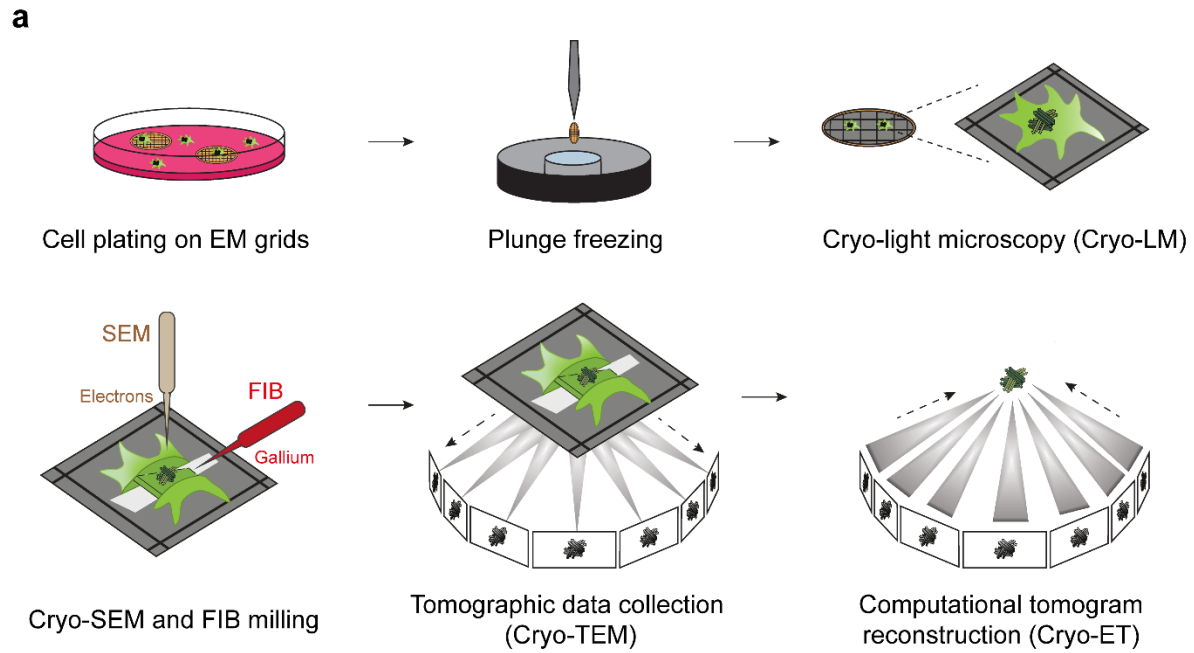 a
Cell plating on EM grids
Plunge freezing
Cryo-light microscopy (Cryo-LM)
SEM
Electrons
FIB
Gallium
Cryo-SEM and FIB milling
Tomographic data collection
(Cryo-TEM)
Computational tomogram
reconstruction (Cryo-ET)